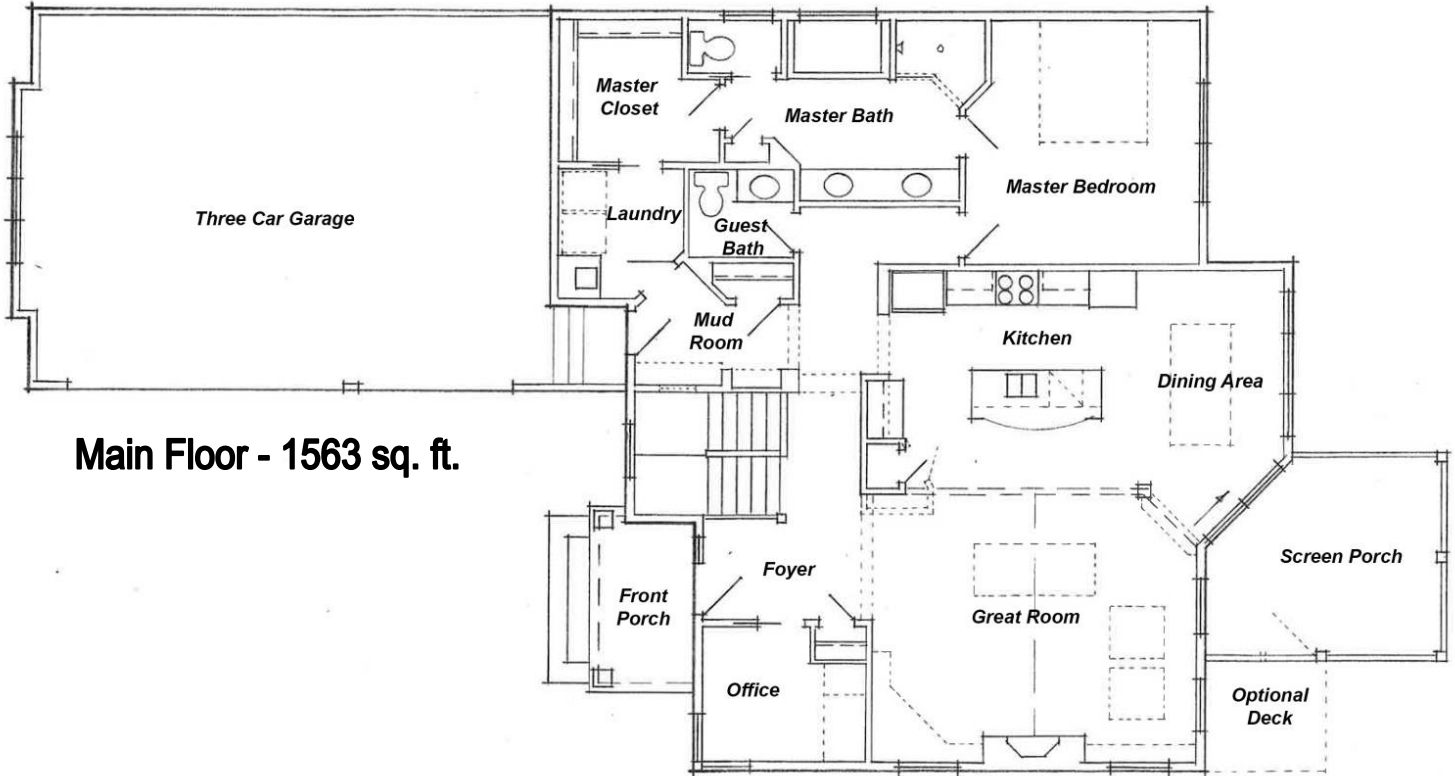 Master
Closet
Master Bath
Master Bedroom
Three Car Garage
Laundry
Guest
Bath
Mud
Room
Kitchen
Dining Area
Main Floor - 1563 sq. ft.
Screen Porch
Foyer
Front
Porch
Great Room
Office
Optional
Deck